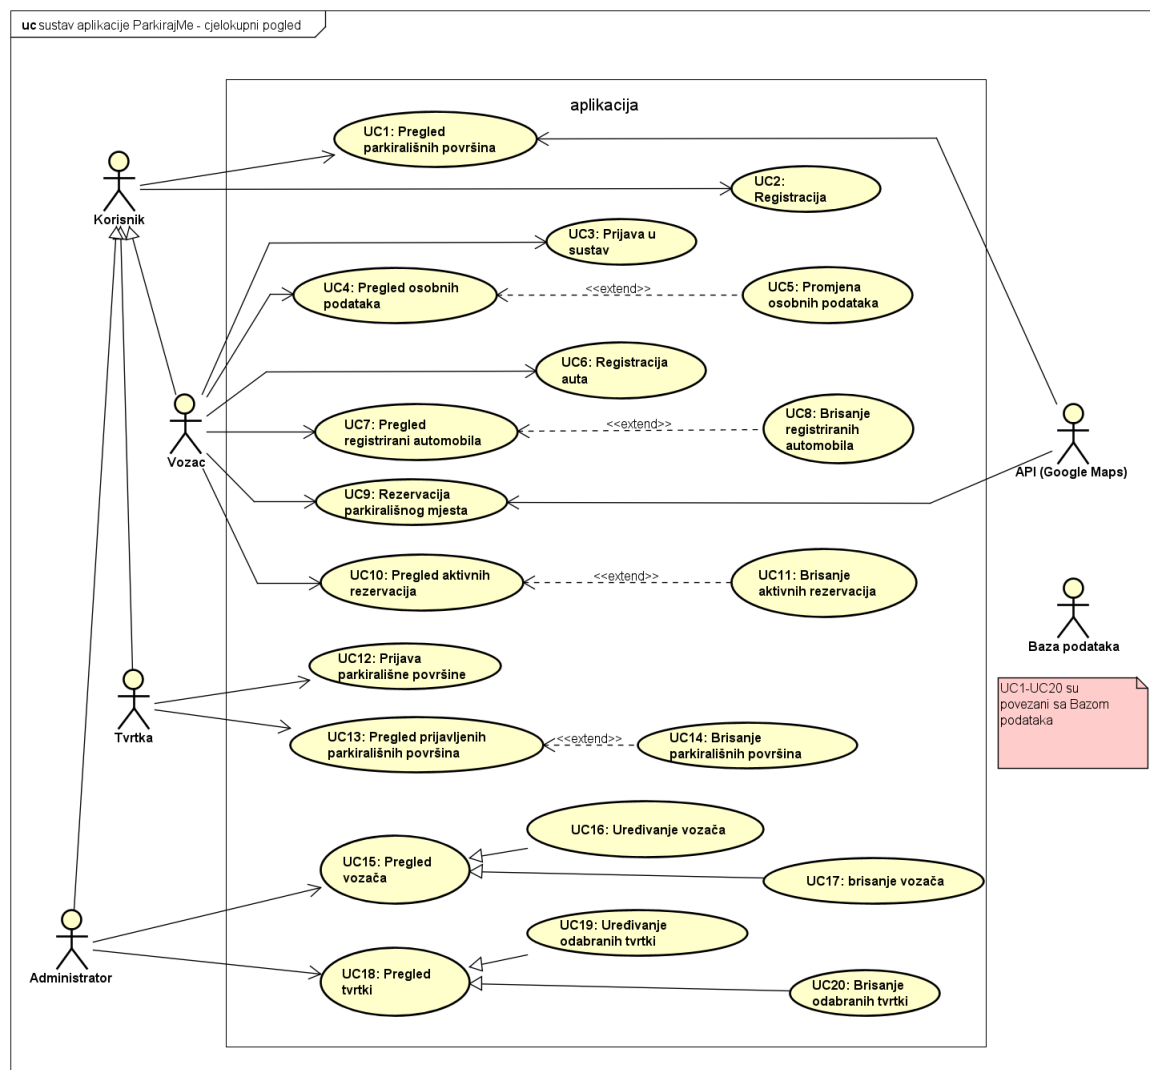 uc sustav aplikacije ParkirajMe - cjelokupni pogled
aplikacija
UC1: Pregled
parkirališnih površina
Korisnik
UC2:
Registracija
UC3: Prijava u
sustav
UC4: Pregled osobnih
podataka
<<extend>>
UC5: Promjena
osobnih podataka
UC6: Registracija
auta
Vozac
UC7: Pregled
registrirani automobila
<<extend>>
UC8: Brisanje
registriranih
automobila
API (Google Maps)
UC9: Rezervacija
parkirališnog mjesta
UC10: Pregled aktivnih
rezervacija
<<extend>>
UC11: Brisanje
aktivnih rezervacija
Baza podataka
UC1-UC20 su
povezani sa Bazom
podataka
UC12: Prijava
parkirališne površine
Tvrtka
UC13: Pregled prijavljenih
parkirališnih površina
<<extend>>
UC14: Brisanje
parkirališnih površina
UC15: Pregled
vozača
UC16: Uređivanje vozača
UC17: brisanje vozača
Administrator
UC18: Pregled
tvrtki
UC19: Uređivanje
odabranih tvrtki
UC20: Brisanje
odabranih tvrtki